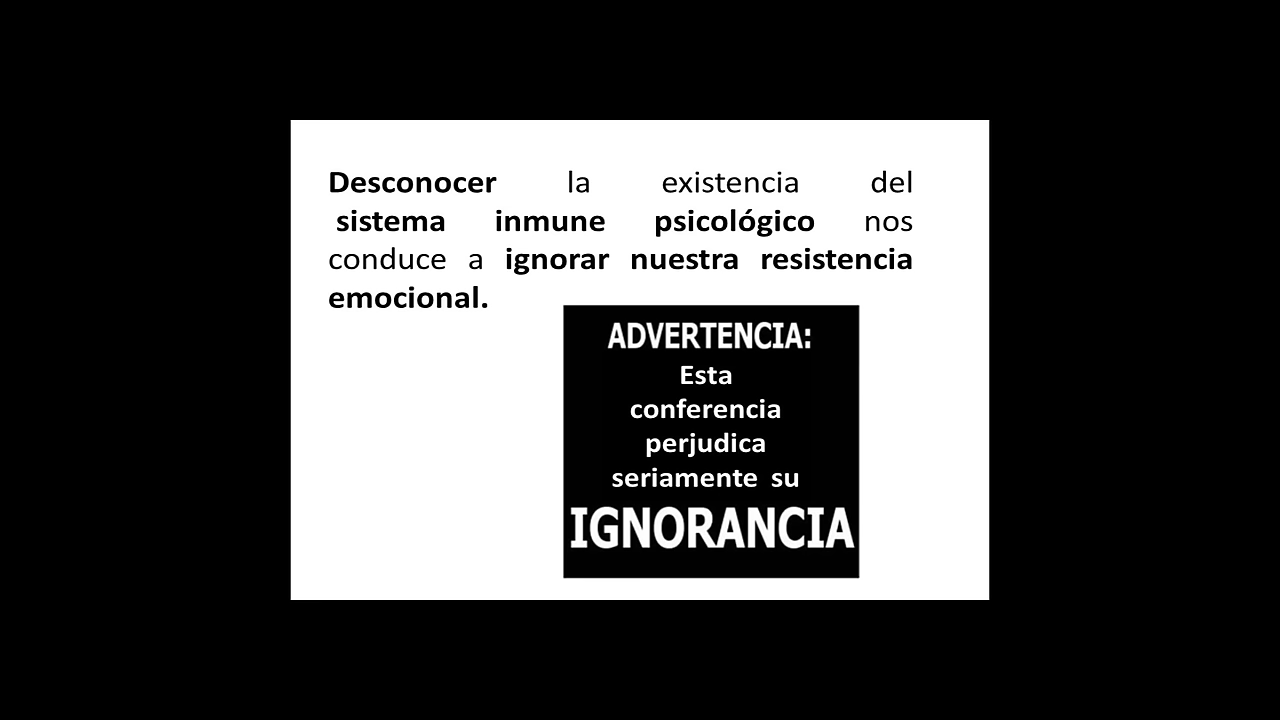 Desconocer la existencia del
sistema inmune psicológico nos
conduce a ignorar nuestra resistencia
emocional.
ADVERTENCIA:
Esta
conferencia
perjudica
seriamente su
IGNORANCIA